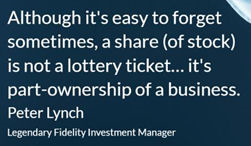 Although it's easy to forget
sometimes, a share (of stock)
is not a lottery ticket... it's
part-ownership of a business.
Peter Lynch
Legendary Fidelity Investment Manager